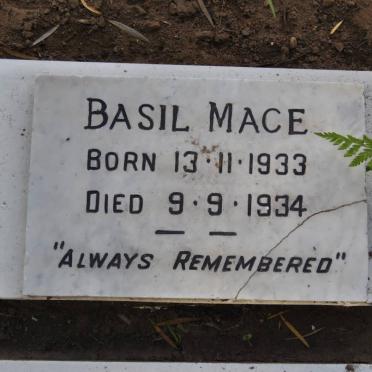 BASIL MACE
BORN 13·11·1933
DIED 9·9·1934
"ALWAYS REMEMBERED"